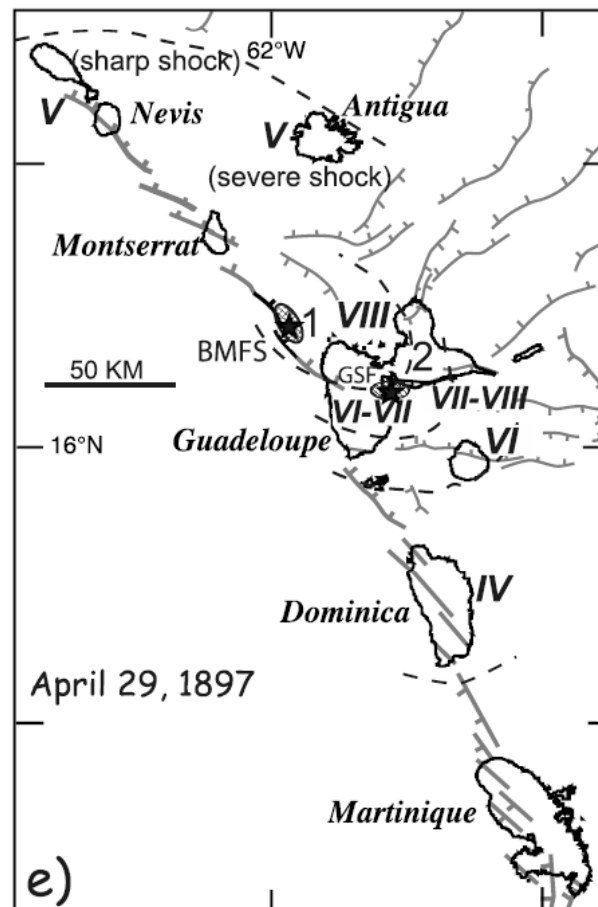 62°W
(sharp shock)
V
Nevis
Antigua
V
(severe shock)
Montserrat
1
VIII
BMFS
2
GSF
50 KM
VI-VII
VII-VIII
Guadeloupe
16°N
VI
Dominica
IV
April 29, 1897
Martinique
e)